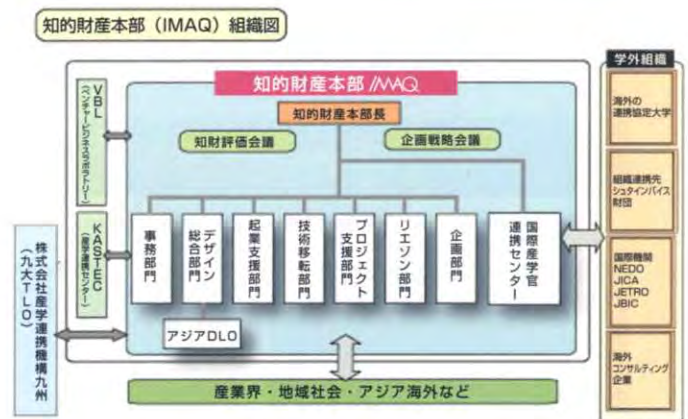 知的財産本部（IMAQ）組織図
知的財産本部 IMAQ
知的財産本部長
知財評価会議
企画戦略会議
VBL
（ベンチャービジネスラボラトリー）
KASTEC
（産学連携センター）
株式会社産学連携機構九州
（九大TLO）
事務部門
デザイン
総合部門
起業支援部門
技術移転部門
プロジェクト
支援部門
リエゾン部門
企画部門
国際産学官
連携センター
アジアDLO
産業界・地域社会・アジア海外など
学外組織
海外の
連携協定大学
組織連携先
シュタインバイス
財団
国際機関
NEDO
JICA
JETRO
JBIC
海外
コンサルティング
企業